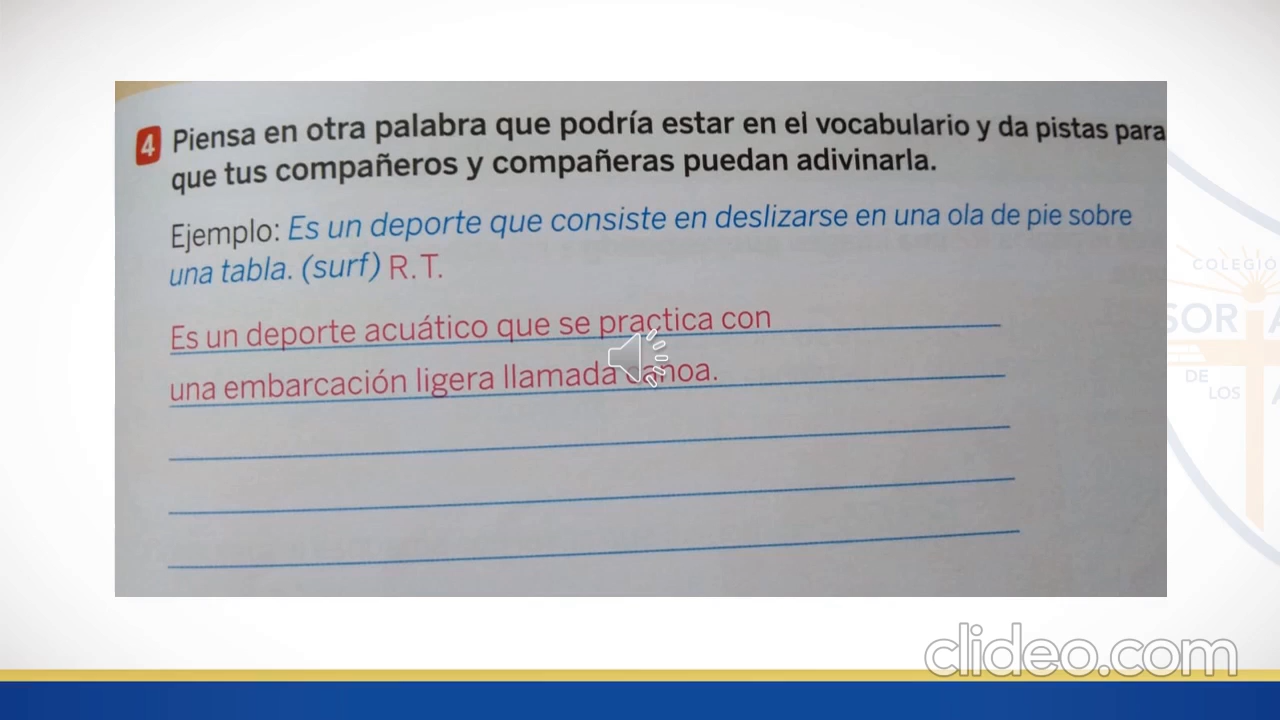 4 Piensa en otra palabra que podría estar en el vocabulario y da pistas para
que tus compañeros y compañeras puedan adivinarla.
Ejemplo: Es un deporte que consiste en deslizarse en una ola de pie sobre
una tabla. (surf) R.T.
Es un deporte acuático que se practica con
una embarcación ligera llamada canoa.
COLEGIO
SOR
DE
LOS
clideo.com